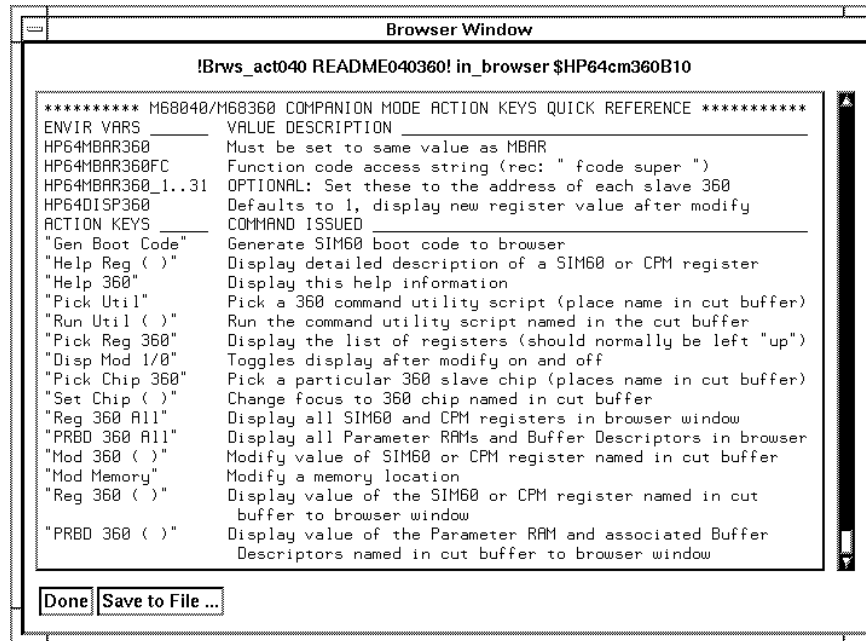 Browser Window
!Brws_act040 README040360! in_browser $HP64cm360B10
********** M68040/M68360 COMPANION MODE ACTION KEYS QUICK REFERENCE ***********
ENVIR VARS ______ VALUE DESCRIPTION __________________________________________
HP64MBAR360 Must be set to same value as MBAR
HP64MBAR360FC Function code access string (rec: " fcode super ")
HP64MBAR360_1..31 OPTIONAL: Set these to the address of each slave 360
HP64DISP360 Defaults to 1, display new register value after modify
ACTION KEYS _____ COMMAND ISSUED _____________________________________________
"Gen Boot Code" Generate SIM60 boot code to browser
"Help Reg ( )" Display detailed description of a SIM60 or CPM register
"Help 360" Display this help information
"Pick Util" Pick a 360 command utility script (place name in cut buffer)
"Run Util ( )" Run the command utility script named in the cut buffer
"Pick Reg 360" Display the list of registers (should normally be left "up")
"Disp Mod 1/0" Toggles display after modify on and off
"Pick Chip 360" Pick a particular 360 slave chip (places name in cut buffer)
"Set Chip ( )" Change focus to 360 chip named in cut buffer
"Reg 360 All" Display all SIM60 and CPM registers in browser window
"PRBD 360 All" Display all Parameter RAMs and Buffer Descriptors in browser
"Mod 360 ( )" Modify value of SIM60 or CPM register named in cut buffer
"Mod Memory" Modify a memory location
"Reg 360 ( )" Display value of the SIM60 or CPM register named in cut
buffer to browser window
"PRBD 360 ( )" Display value of the Parameter RAM and associated Buffer
Descriptors named in cut buffer to browser window
Done Save to File ...